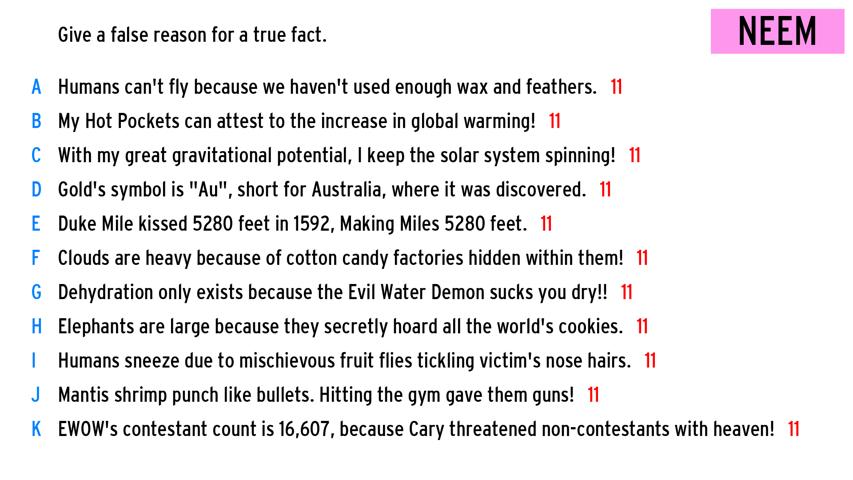 Give a false reason for a true fact.
NEEM
A Humans can't fly because we haven't used enough wax and feathers. 11
B My Hot Pockets can attest to the increase in global warming! 11
C With my great gravitational potential, I keep the solar system spinning! 11
D Gold's symbol is "Au", short for Australia, where it was discovered. 11
E Duke Mile kissed 5280 feet in 1592, Making Miles 5280 feet. 11
F Clouds are heavy because of cotton candy factories hidden within them! 11
G Dehydration only exists because the Evil Water Demon sucks you dry!! 11
H Elephants are large because they secretly hoard all the world's cookies. 11
I Humans sneeze due to mischievous fruit flies tickling victim's nose hairs. 11
J Mantis shrimp punch like bullets. Hitting the gym gave them guns! 11
K EWOW's contestant count is 16,607, because Cary threatened non-contestants with heaven! 11